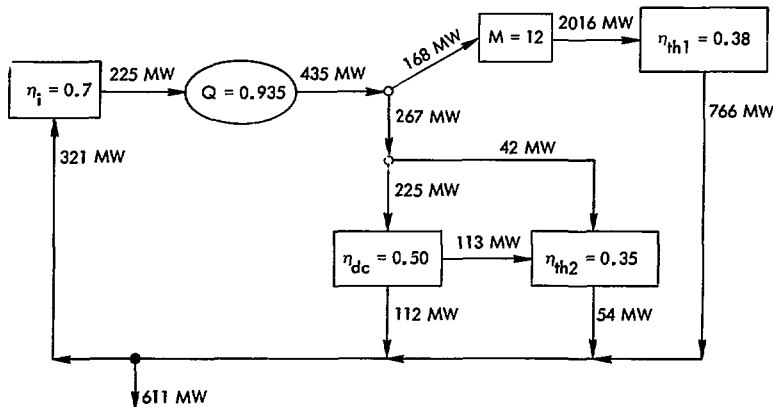 168 MW
M = 12
2016 MW
η_th1 = 0.38
η_i = 0.7
225 MW
Q = 0.935
435 MW
267 MW
766 MW
321 MW
42 MW
225 MW
η_dc = 0.50
113 MW
η_th2 = 0.35
112 MW
54 MW
611 MW